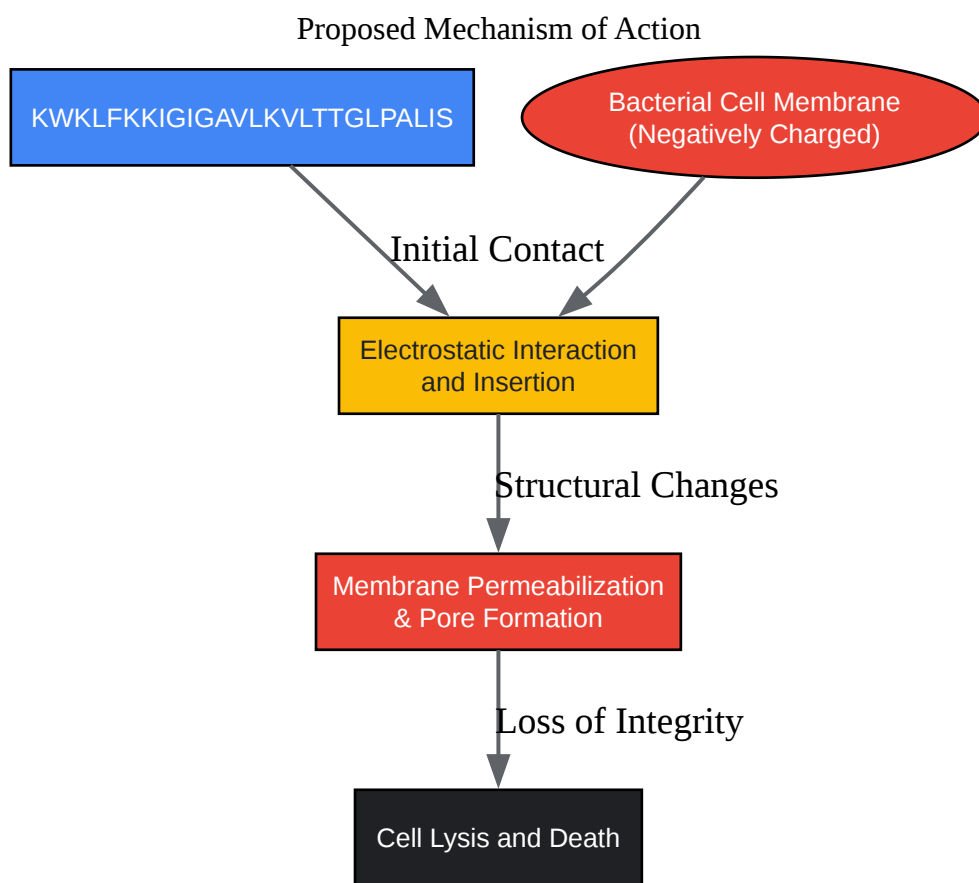 Proposed Mechanism of Action
KWKLFKKIGIGAVLKVLTTGLPALIS
Bacterial Cell Membrane
(Negatively Charged)
Initial Contact
Electrostatic Interaction
and Insertion
Structural Changes
Membrane Permeabilization
& Pore Formation
Loss of Integrity
Cell Lysis and Death